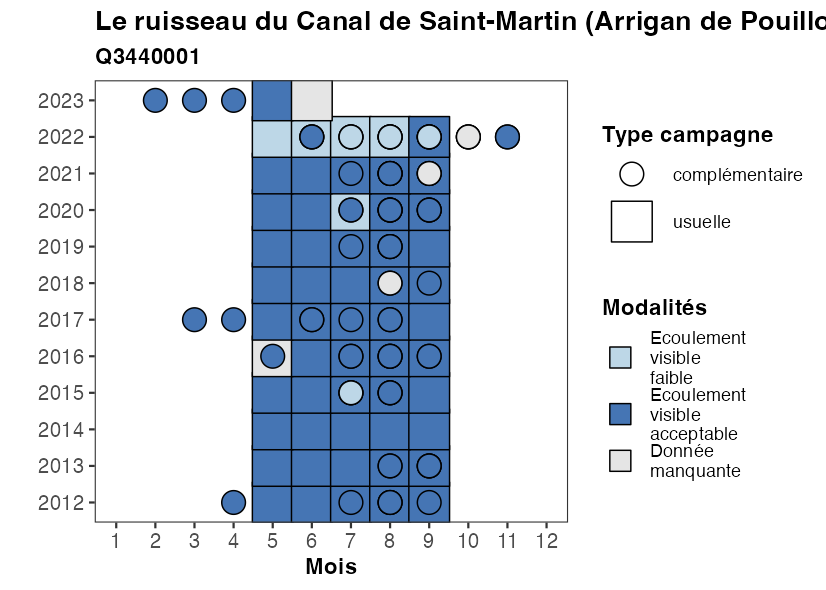 Le ruisseau du Canal de Saint-Martin (Arrigan de Pouillo
Q3440001
2023
2022
2021
2020
2019
2018
2017
2016
2015
2014
2013
2012
1 2 3 4 5 6 7 8 9 10 11 12
Mois
Type campagne
complémentaire
usuelle
Modalités
Ecoulement
visible
faible
Ecoulement
visible
acceptable
Donnée
manquante